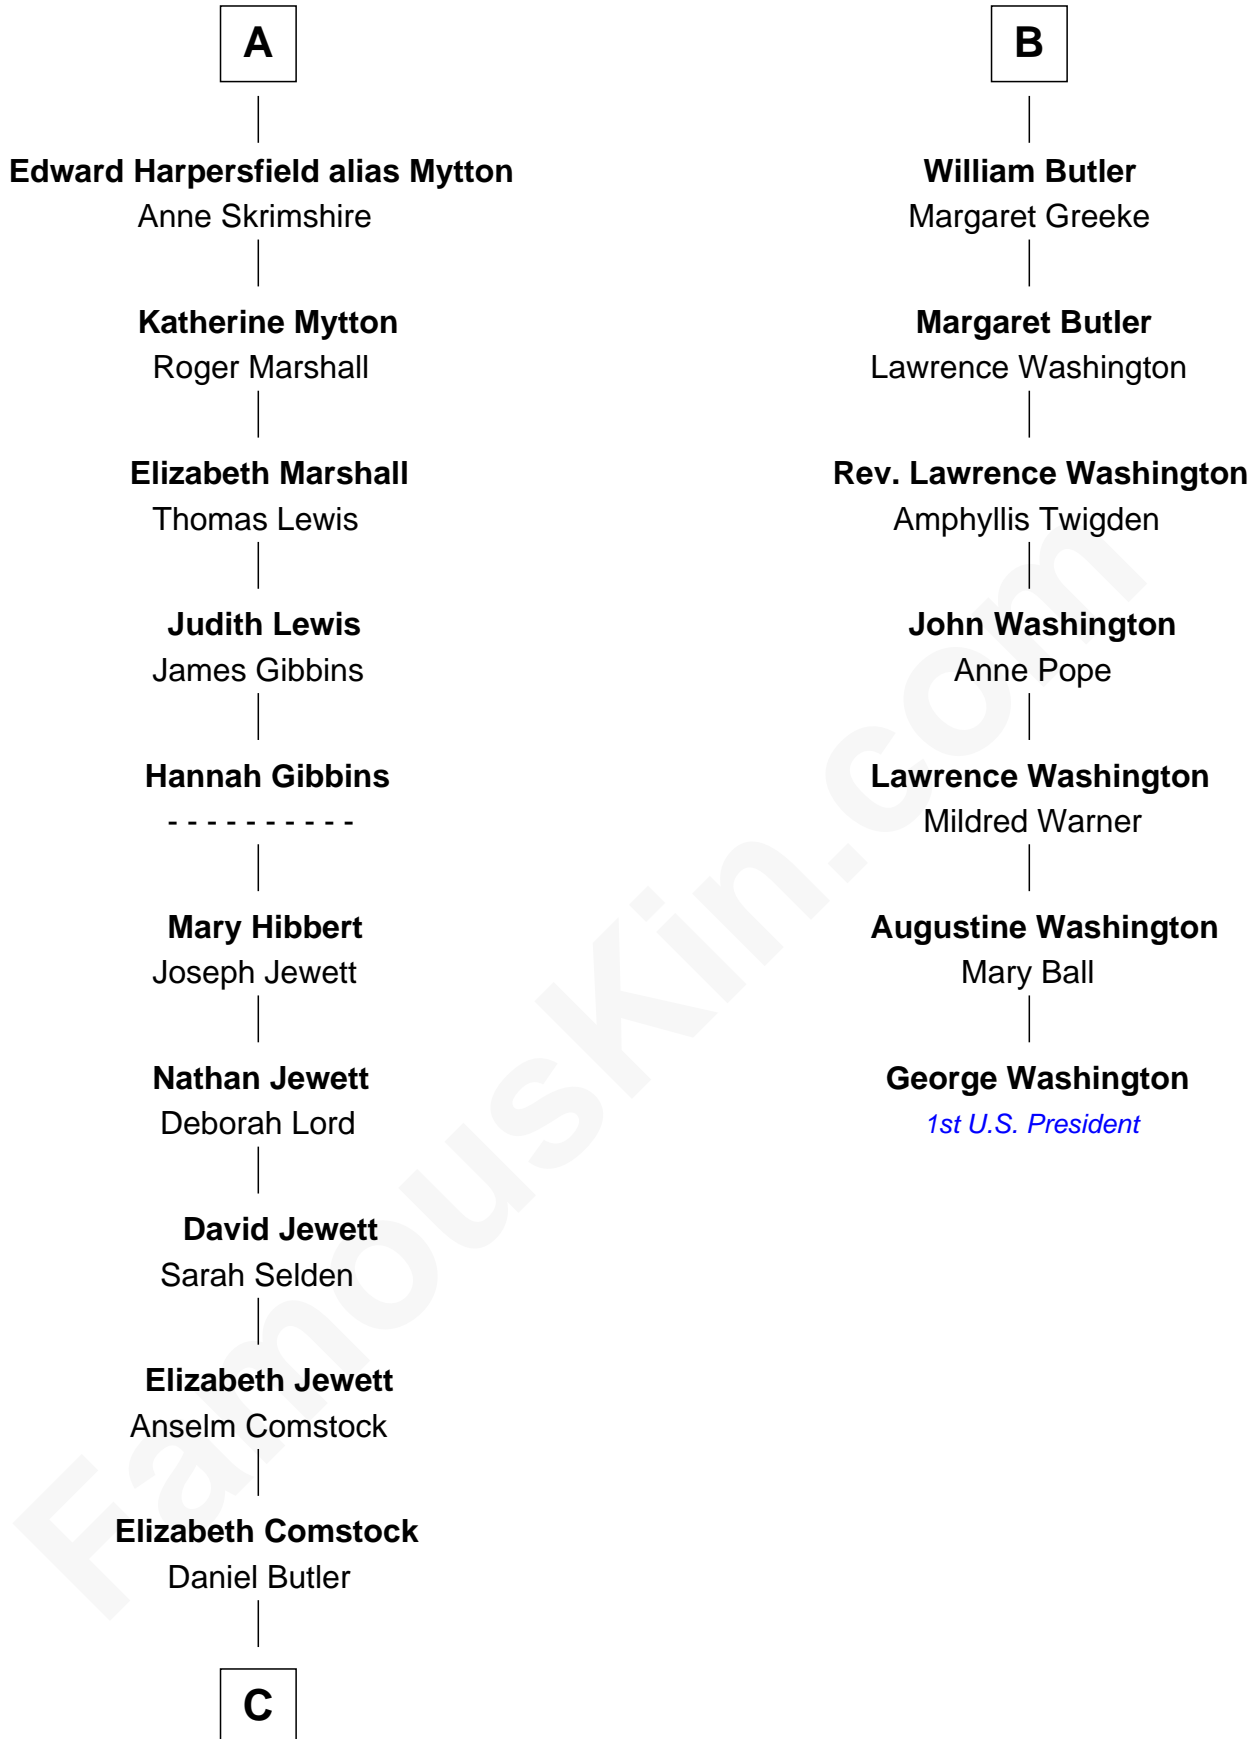 A
Edward Harpersfield alias Mytton
Anne Skrimshire
Katherine Mytton
Roger Marshall
Elizabeth Marshall
Thomas Lewis
Judith Lewis
James Gibbins
Hannah Gibbins
- - - - - - - - - -
Mary Hibbert
Joseph Jewett
Nathan Jewett
Deborah Lord
David Jewett
Sarah Selden
Elizabeth Jewett
Anselm Comstock
Elizabeth Comstock
Daniel Butler
C
B
William Butler
Margaret Greeke
Margaret Butler
Lawrence Washington
Rev. Lawrence Washington
Amphyllis Twigden
John Washington
Anne Pope
Lawrence Washington
Mildred Warner
Augustine Washington
Mary Ball
George Washington
1st U.S. President
FamousKin.com